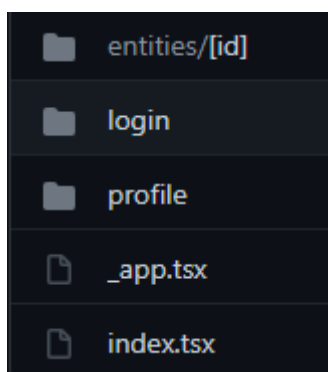 entities/[id]
login
profile
_app.tsx
index.tsx